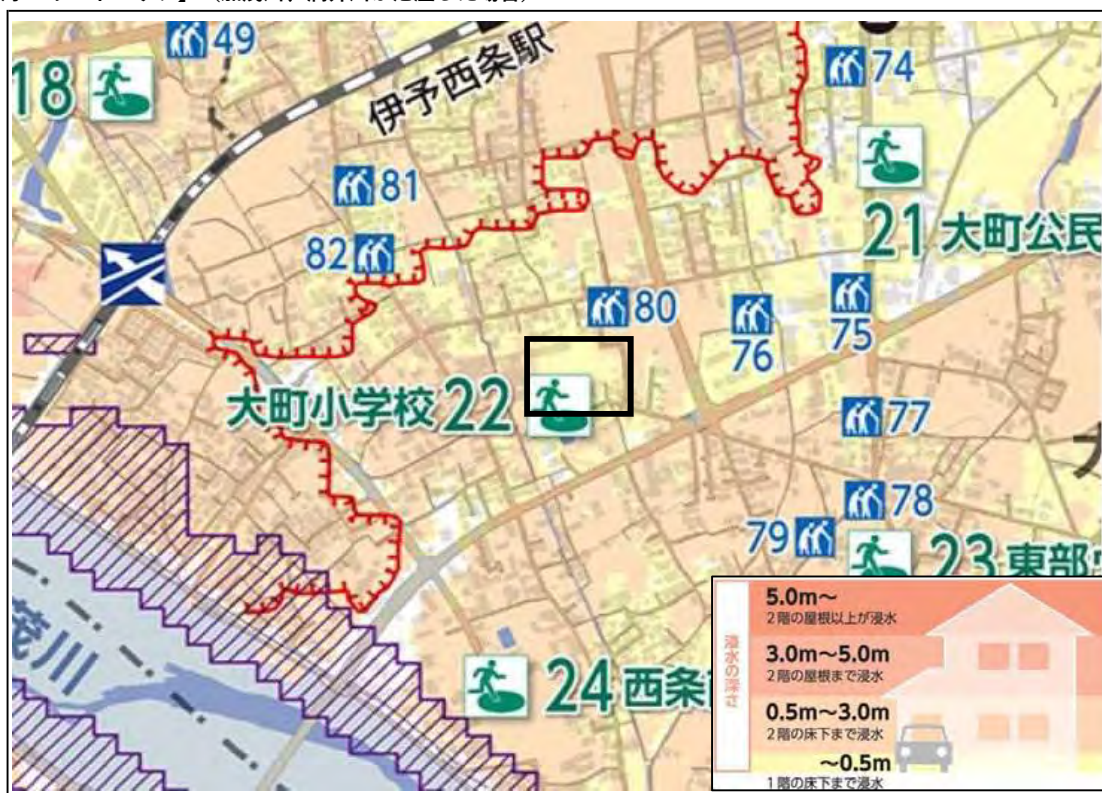 49
伊予西条駅
74
18
81
21 大町公民
82
80
75
76
大町小学校 22
77
78
79
23 東部
茂川
24 西条
浸水の深さ
5.0m～
2階の屋根以上が浸水
3.0m～5.0m
2階の屋根まで浸水
0.5m～3.0m
2階の床下まで浸水
～0.5m
1階の床下まで浸水